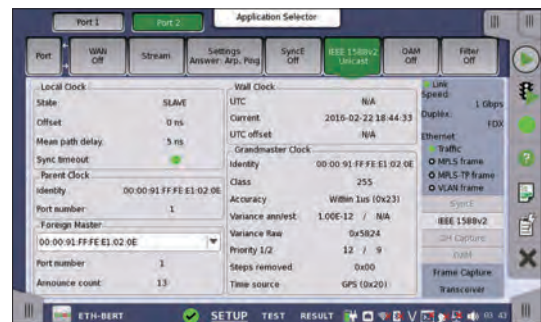 Port 1
Port 2
Application Selector
Port
WAN
Off
Stream
Settings
Answer: Arp, Ping
SyncE
Off
IEEE 1588v2
Unicast
OAM
Off
Filter
Off
Local Clock
State SLAVE
Offset 0 ns
Mean path delay 5 ns
Sync timeout
Parent Clock
Identity 00:00:91:FF:FE:E1:02:0E
Port number 1
Foreign Master
00:00:91:FF:FE:E1:02:0E
Port number 1
Announce count 13
Wall Clock
UTC N/A
Current 2016-02-22 18:44:33
UTC offset N/A
Grandmaster Clock
Identity 00:00:91:FF:FE:E1:02:0E
Class 255
Accuracy Within 1us (0x23)
Variance ann/est 1.00E-12 / N/A
Variance Raw 0x5824
Priority 1/2 12 / 9
Steps removed 0x00
Time source GPS (0x20)
Link
Speed:
1 Gbps
Duplex:
FDX
Ethernet
Traffic
MPLS frame
MPLS-TP frame
VLAN frame
SyncE
IEEE 1588v2
OAM
Frame Capture
Transceiver
ETH-BERT
SETUP TEST RESULT